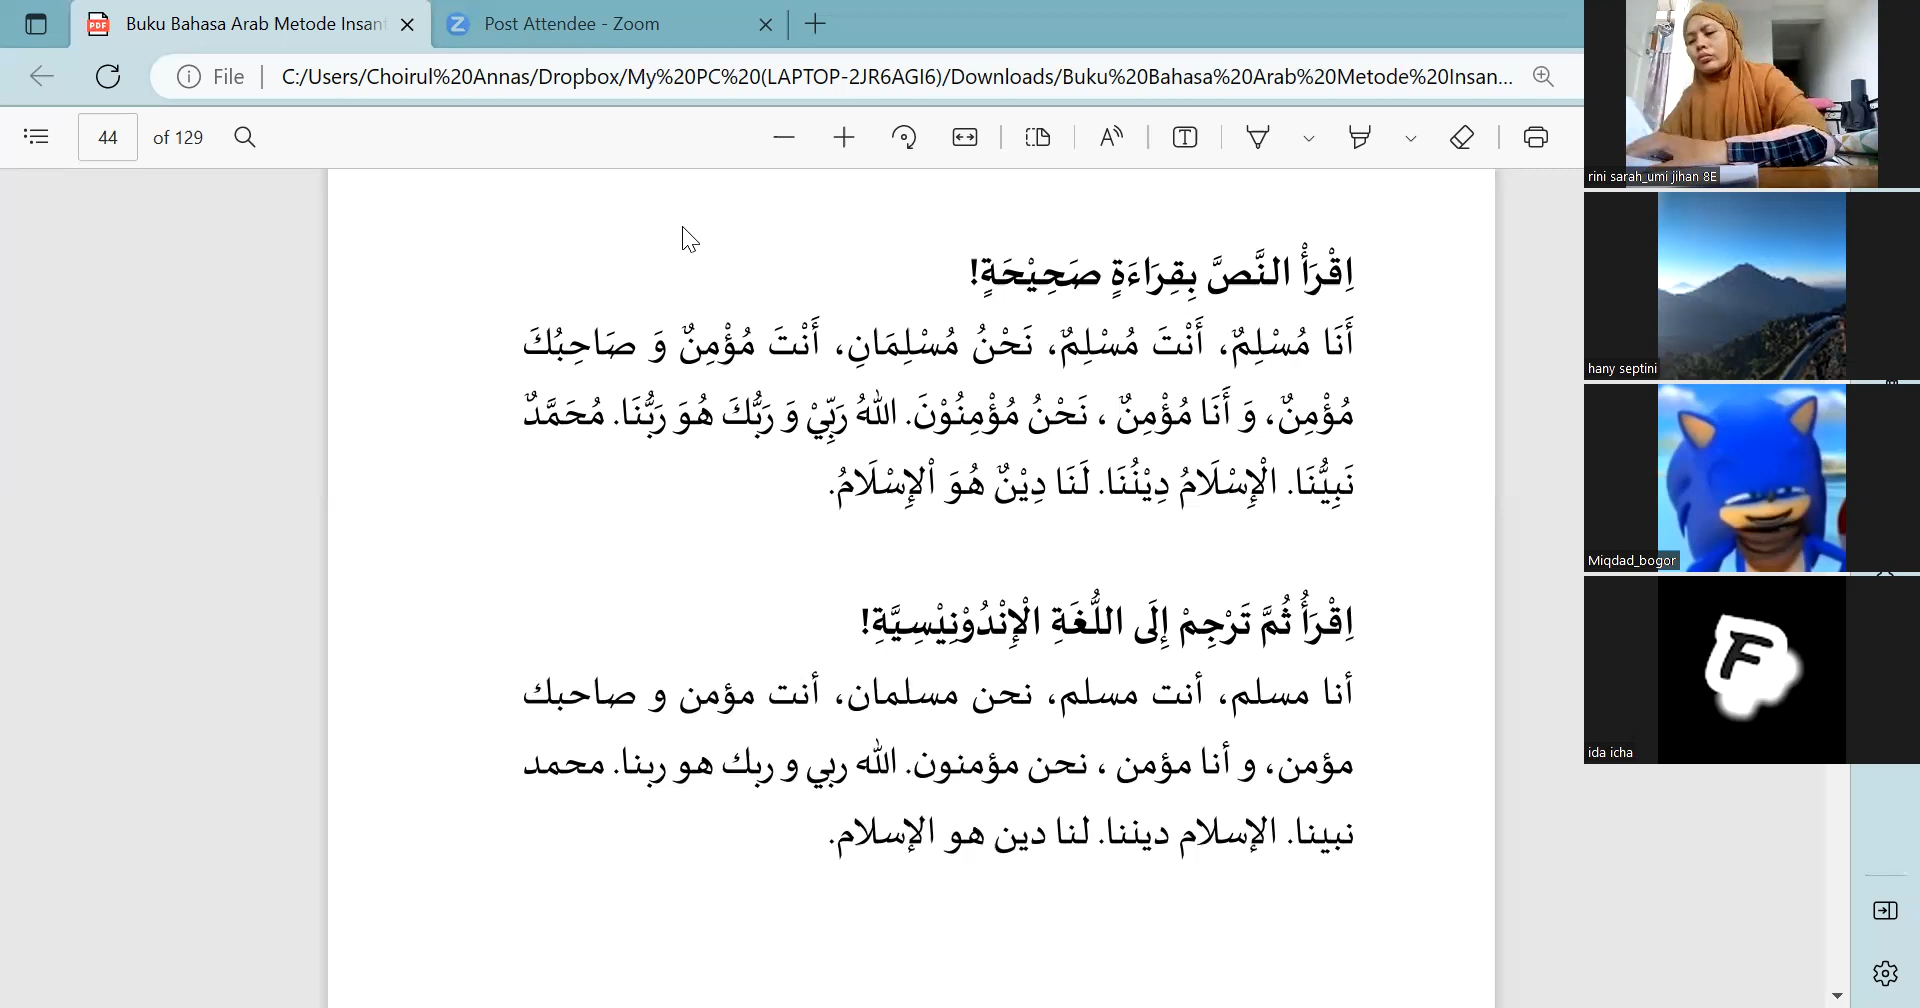 Buku Bahasa Arab Metode Insan
Post Attendee - Zoom
File
C:/Users/Choirul%20Annas/Dropbox/My%20PC%20(LAPTOP-2JR6AGI6)/Downloads/Buku%20Bahasa%20Arab%20Metode%20Insan...
44 of 129
اِقْرَأْ النَّصَّ بِقِرَاءَةٍ صَحِيْحَةٍ!
أَنَا مُسْلِمٌ، أَنْتَ مُسْلِمٌ، نَحْنُ مُسْلِمَانِ، أَنْتَ مُؤْمِنٌ وَ صَاحِبُكَ
مُؤْمِنٌ، وَ أَنَا مُؤْمِنٌ ، نَحْنُ مُؤْمِنُوْنَ. اللهُ رَبِّيْ وَ رَبُّكَ هُوَ رَبُّنَا. مُحَمَّدٌ
نَبِيُّنَا. الْإِسْلَامُ دِيْنُنَا. لَنَا دِيْنٌ هُوَ اْلإِسْلَامُ.
اِقْرَأْ ثُمَّ تَرْجِمْ إِلَى اللُّغَةِ الْإِنْدُوْنِيْسِيَّةِ!
أنا مسلم، أنت مسلم، نحن مسلمان، أنت مؤمن و صاحبك
مؤمن، و أنا مؤمن ، نحن مؤمنون. الله ربي و ربك هو ربنا. محمد
نبينا. الإسلام ديننا. لنا دين هو الإسلام.
rini sarah_umi jihan 8E
hany septini
Miqdad_bogor
F
ida icha